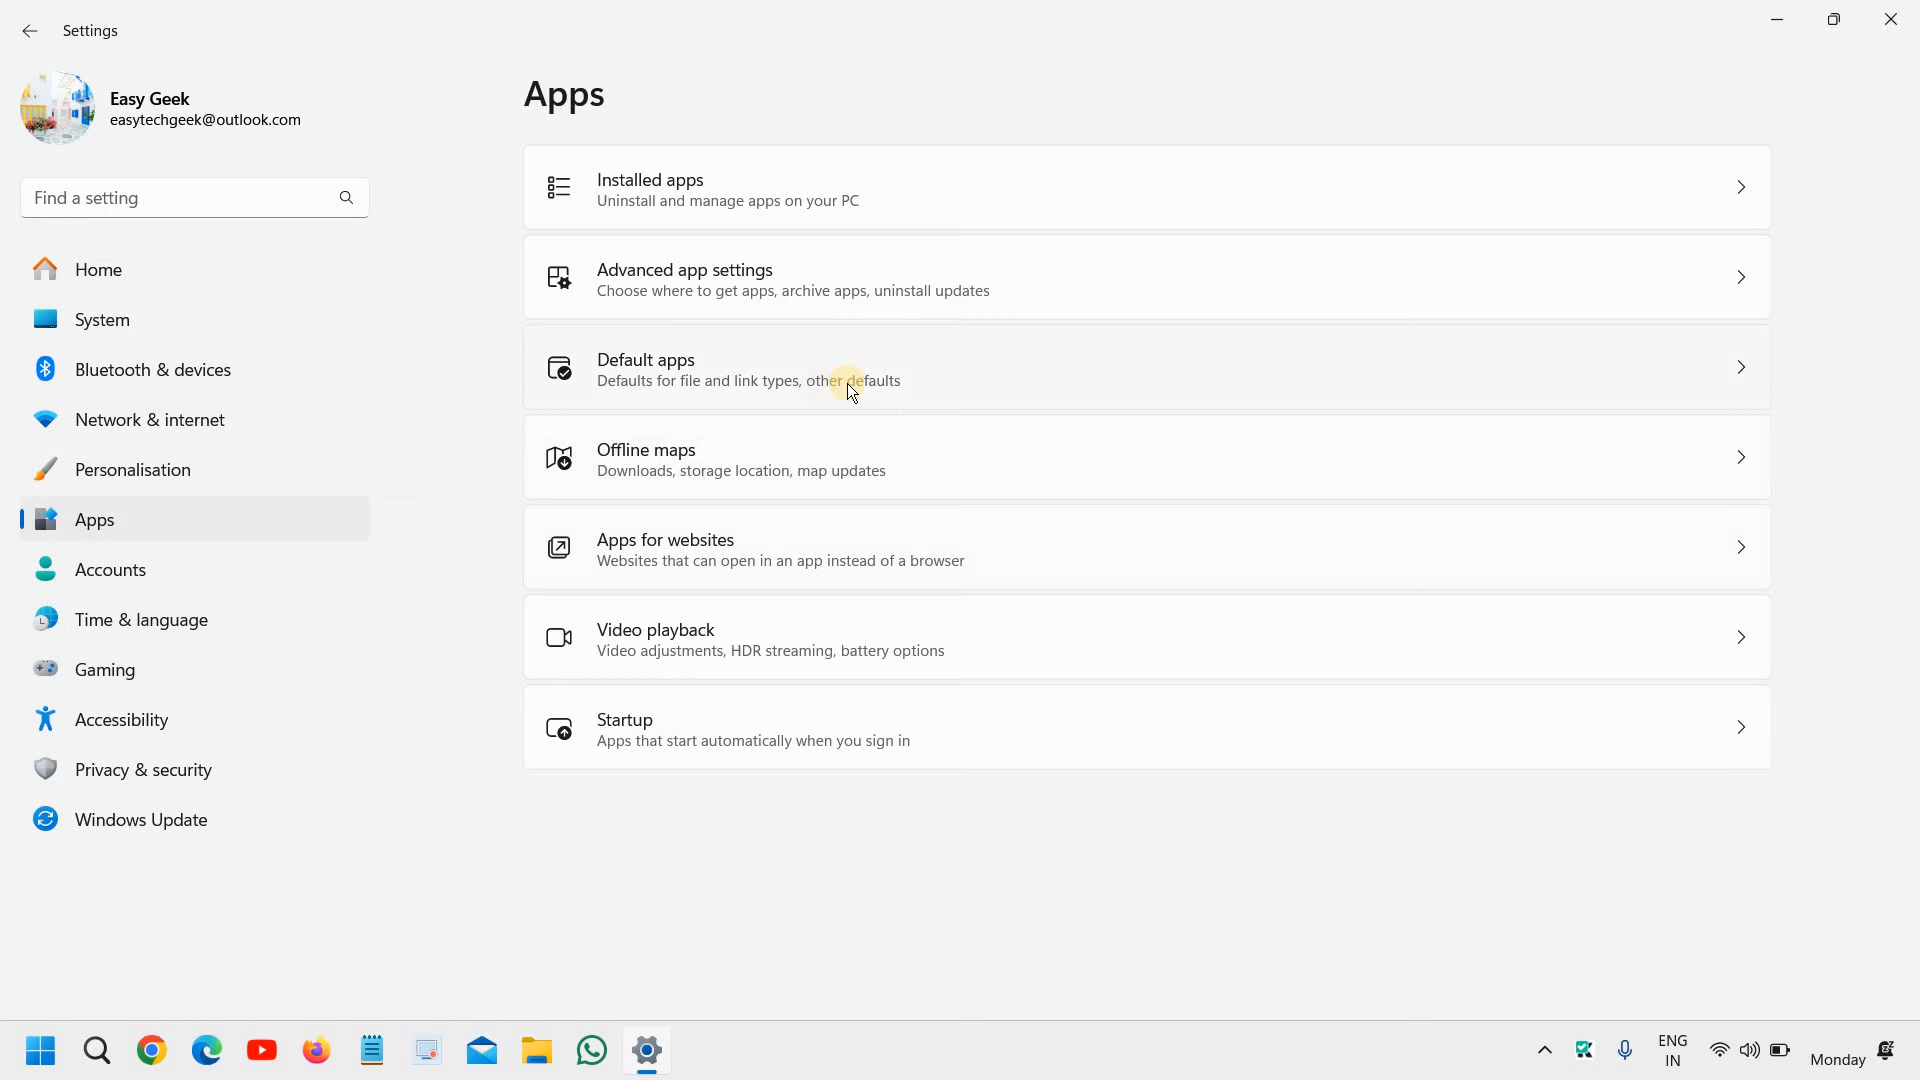 Settings
Easy Geek
easytechgeek@outlook.com
Find a setting
Home
System
Bluetooth & devices
Network & internet
Personalisation
Apps
Accounts
Time & language
Gaming
Accessibility
Privacy & security
Windows Update
Apps
Installed apps
Uninstall and manage apps on your PC
Advanced app settings
Choose where to get apps, archive apps, uninstall updates
Default apps
Defaults for file and link types, other defaults
Offline maps
Downloads, storage location, map updates
Apps for websites
Websites that can open in an app instead of a browser
Video playback
Video adjustments, HDR streaming, battery options
Startup
Apps that start automatically when you sign in
ENG
IN
Monday